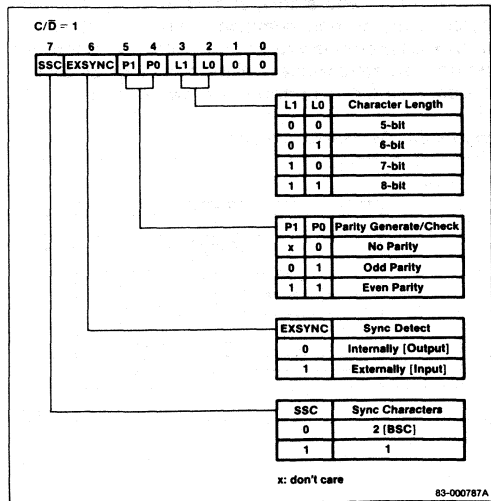 C/D̅ = 1
7 6 5 4 3 2 1 0
SSC EXSYNC P1 P0 L1 L0 0 0
L1 L0 Character Length
0 0 5-bit
0 1 6-bit
1 0 7-bit
1 1 8-bit
P1 P0 Parity Generate/Check
x 0 No Parity
0 1 Odd Parity
1 1 Even Parity
EXSYNC Sync Detect
0 Internally [Output]
1 Externally [Input]
SSC Sync Characters
0 2 [BSC]
1 1
x: don't care
83-000787A